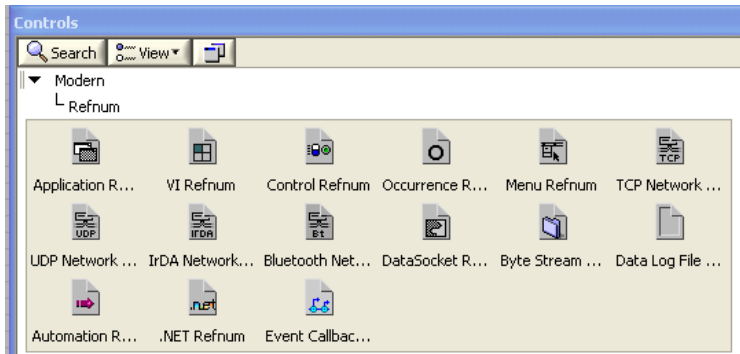 Controls
Search View
Modern
Refnum
Application R... VI Refnum Control Refnum Occurrence R... Menu Refnum TCP Network ...
UDP Network ... IrDA Network... Bluetooth Net... DataSocket R... Byte Stream ... Data Log File ...
Automation R... .NET Refnum Event Callbac...
TCP
UDP IrDA Bt
.net